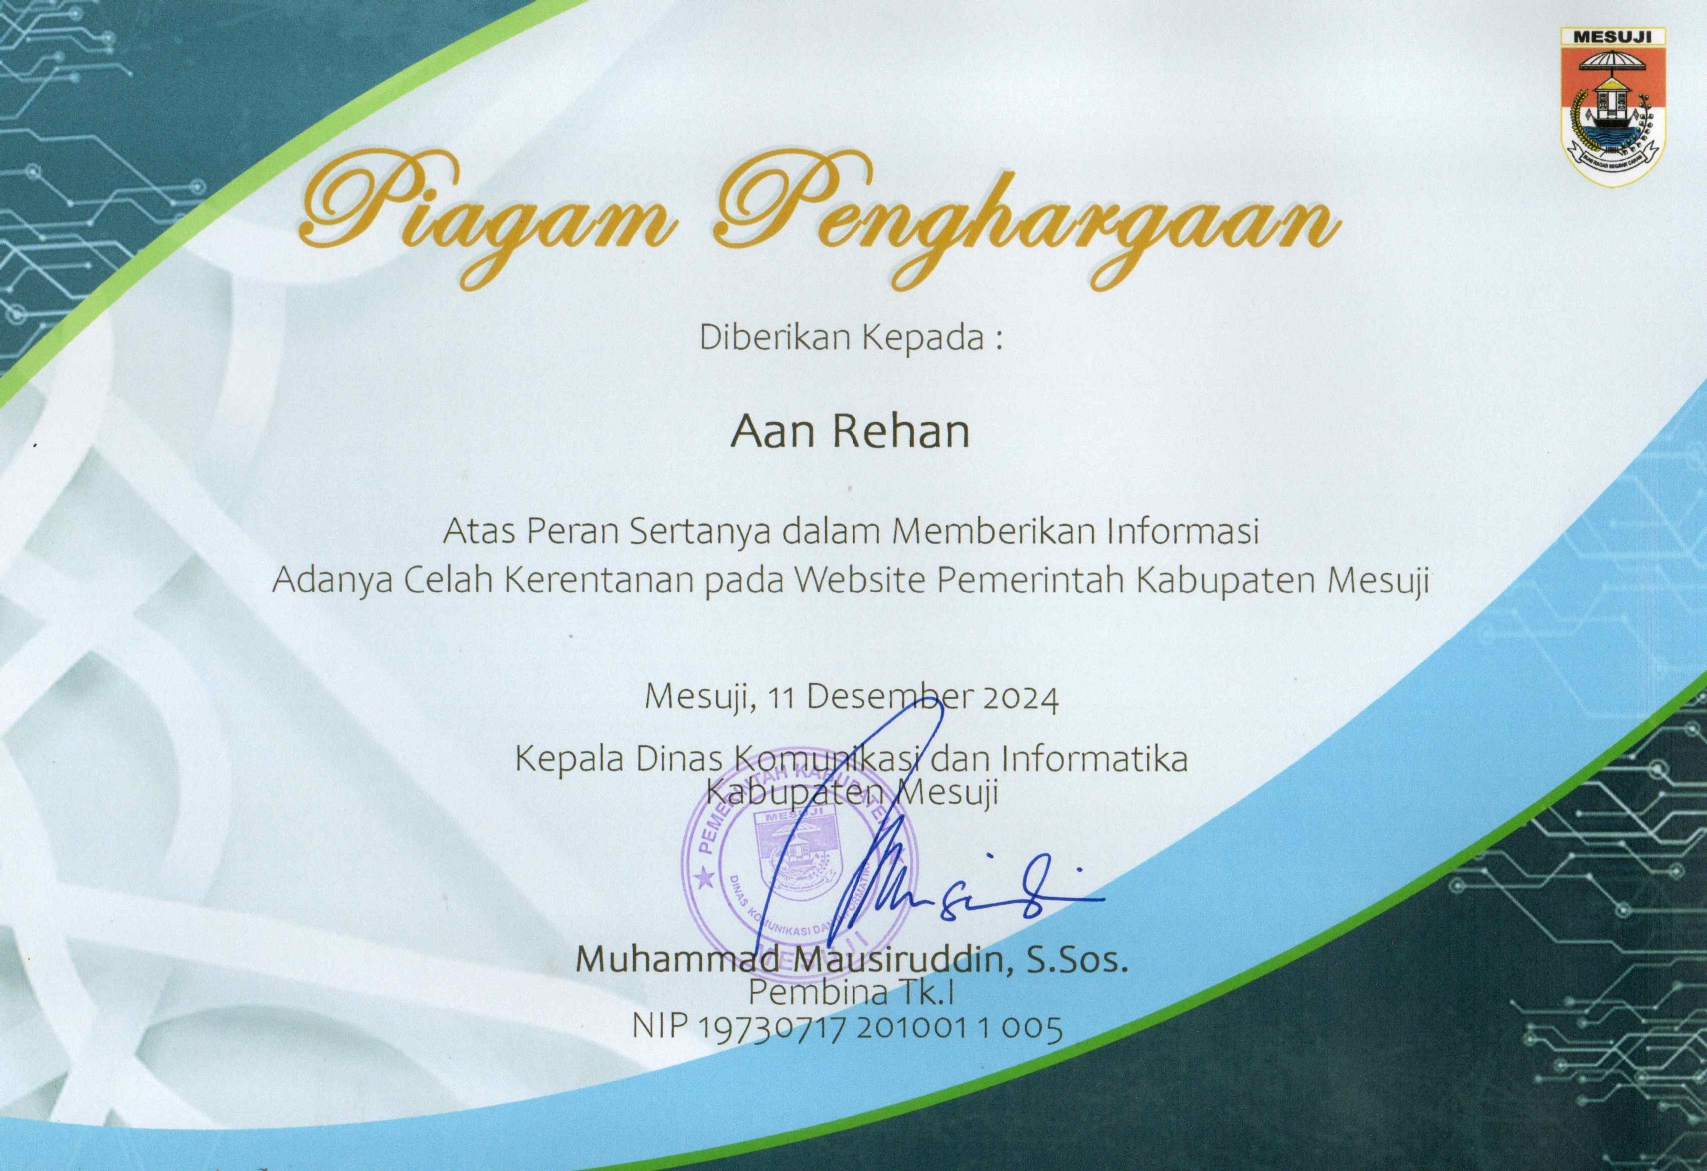 MESUJI
Piagam Penghargaan
Diberikan Kepada :
Aan Rehan
Atas Peran Sertanya dalam Memberikan Informasi
Adanya Celah Kerentanan pada Website Pemerintah Kabupaten Mesuji
Mesuji, 11 Desember 2024
Kepala Dinas Komunikasi dan Informatika
Kabupaten Mesuji
PEMERINTAH KABUPATEN
MESUJI
DINAS KOMUNIKASI DAN INFORMATIKA
MESUJI
Muhammad Mausiruddin, S.Sos.
Pembina Tk.I
NIP 19730717 201001 1 005